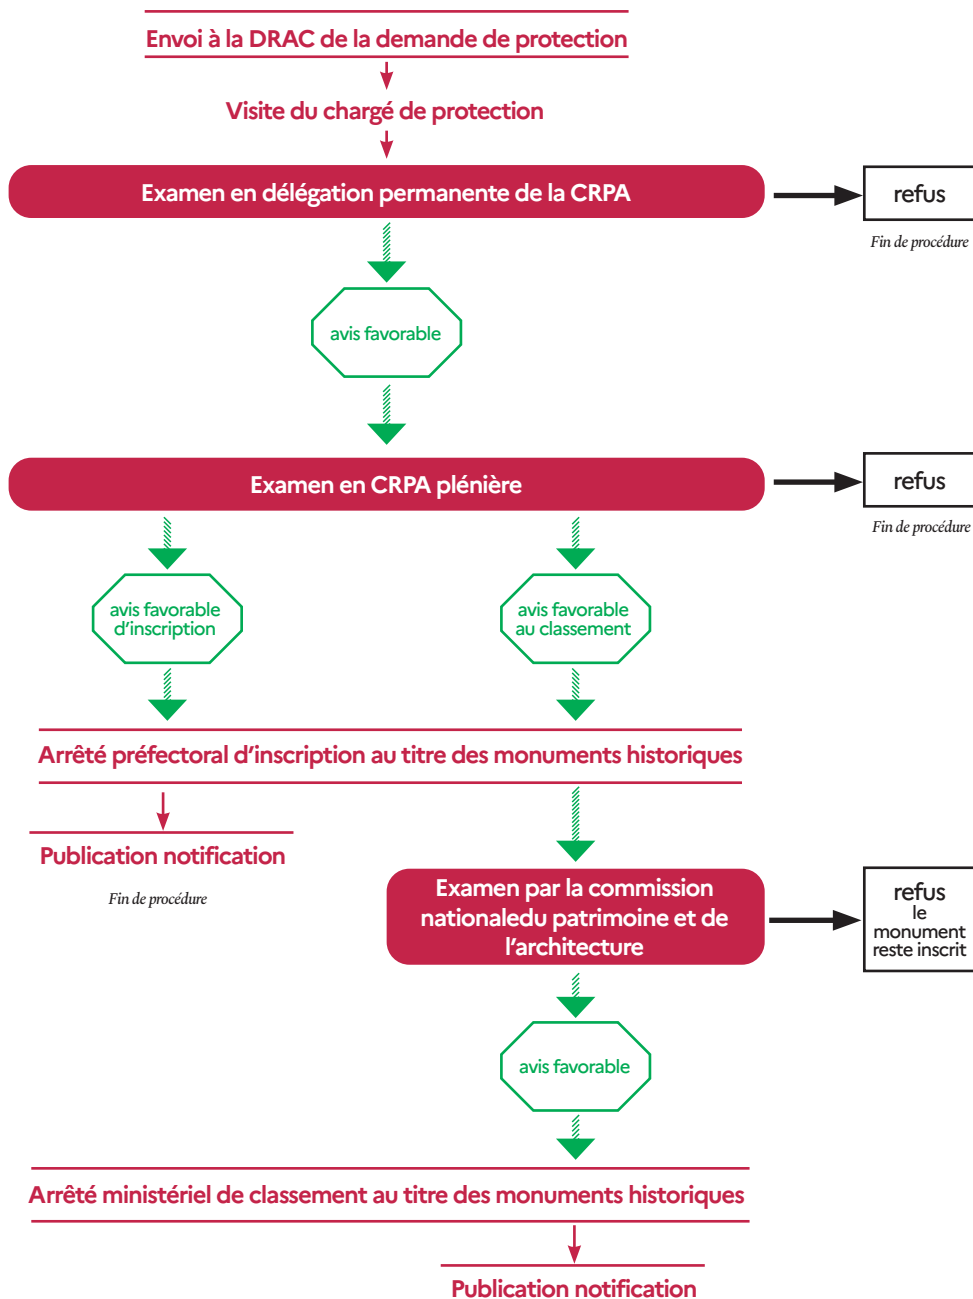 Envoi à la DRAC de la demande de protection
Visite du chargé de protection
Examen en délégation permanente de la CRPA
refus
Fin de procédure
avis favorable
Examen en CRPA plénière
refus
Fin de procédure
avis favorable
d'inscription
avis favorable
au classement
Arrêté préfectoral d'inscription au titre des monuments historiques
Publication notification
Fin de procédure
Examen par la commission
nationaledu patrimoine et de
l'architecture
refus
le
monument
reste inscrit
avis favorable
Arrêté ministériel de classement au titre des monuments historiques
Publication notification